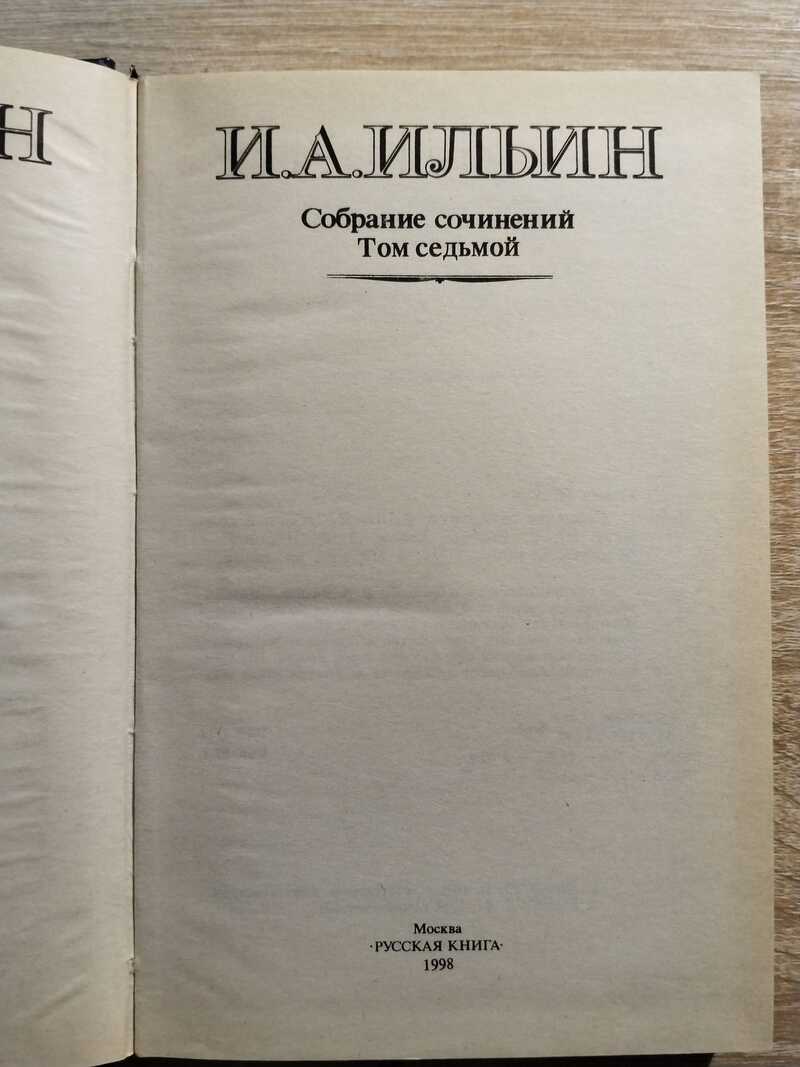 Н
И.А.ИЛЬИН
Собрание сочинений
Том седьмой
Москва
·РУССКАЯ КНИГА·
1998